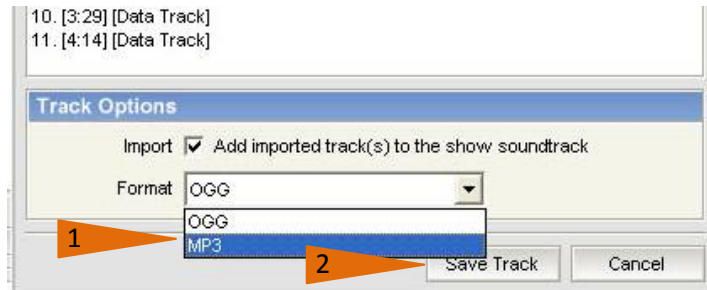 10. [3:29] [Data Track]
11. [4:14] [Data Track]
Track Options
Import Add imported track(s) to the show soundtrack
Format OGG
OGG
1 MP3
2 Save Track Cancel